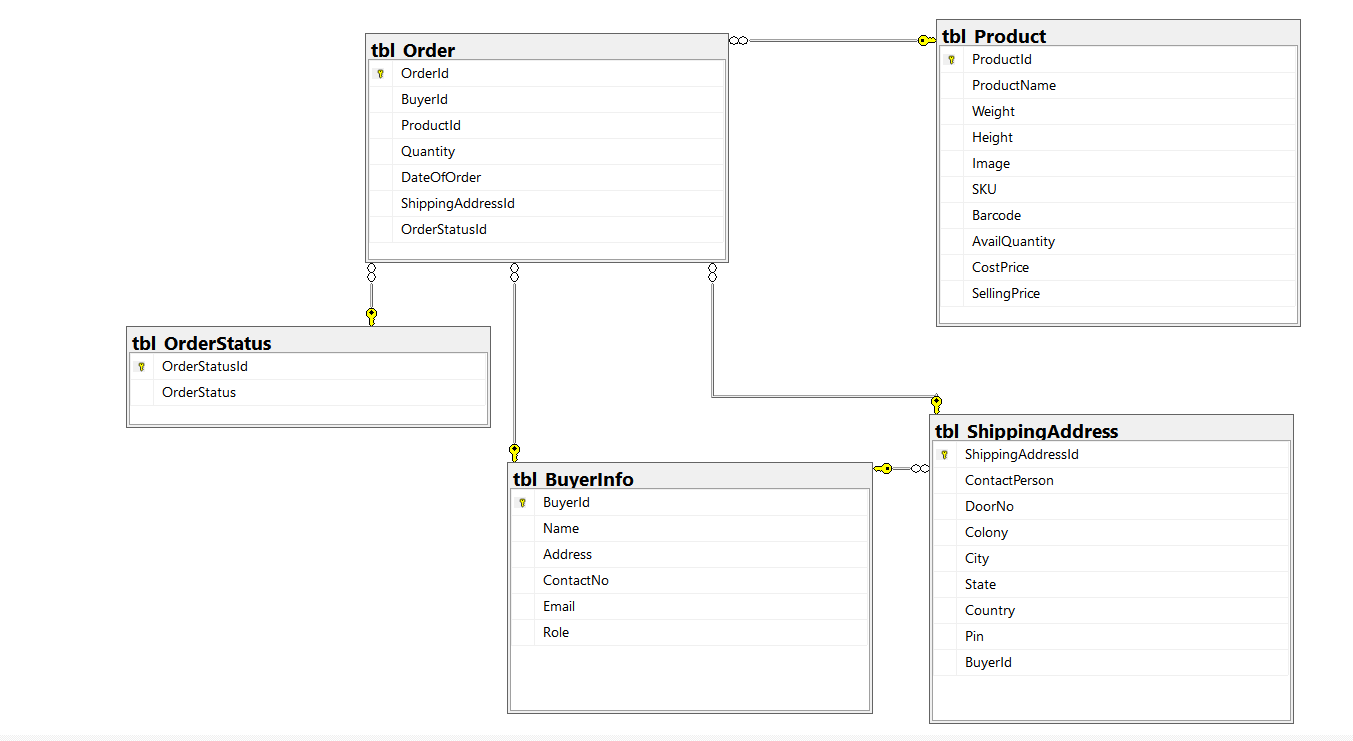 tbl_Order
OrderId
BuyerId
ProductId
Quantity
DateOfOrder
ShippingAddressId
OrderStatusId
tbl_Product
ProductId
ProductName
Weight
Height
Image
SKU
Barcode
AvailQuantity
CostPrice
SellingPrice
tbl_OrderStatus
OrderStatusId
OrderStatus
tbl_BuyerInfo
BuyerId
Name
Address
ContactNo
Email
Role
tbl_ShippingAddress
ShippingAddressId
ContactPerson
DoorNo
Colony
City
State
Country
Pin
BuyerId